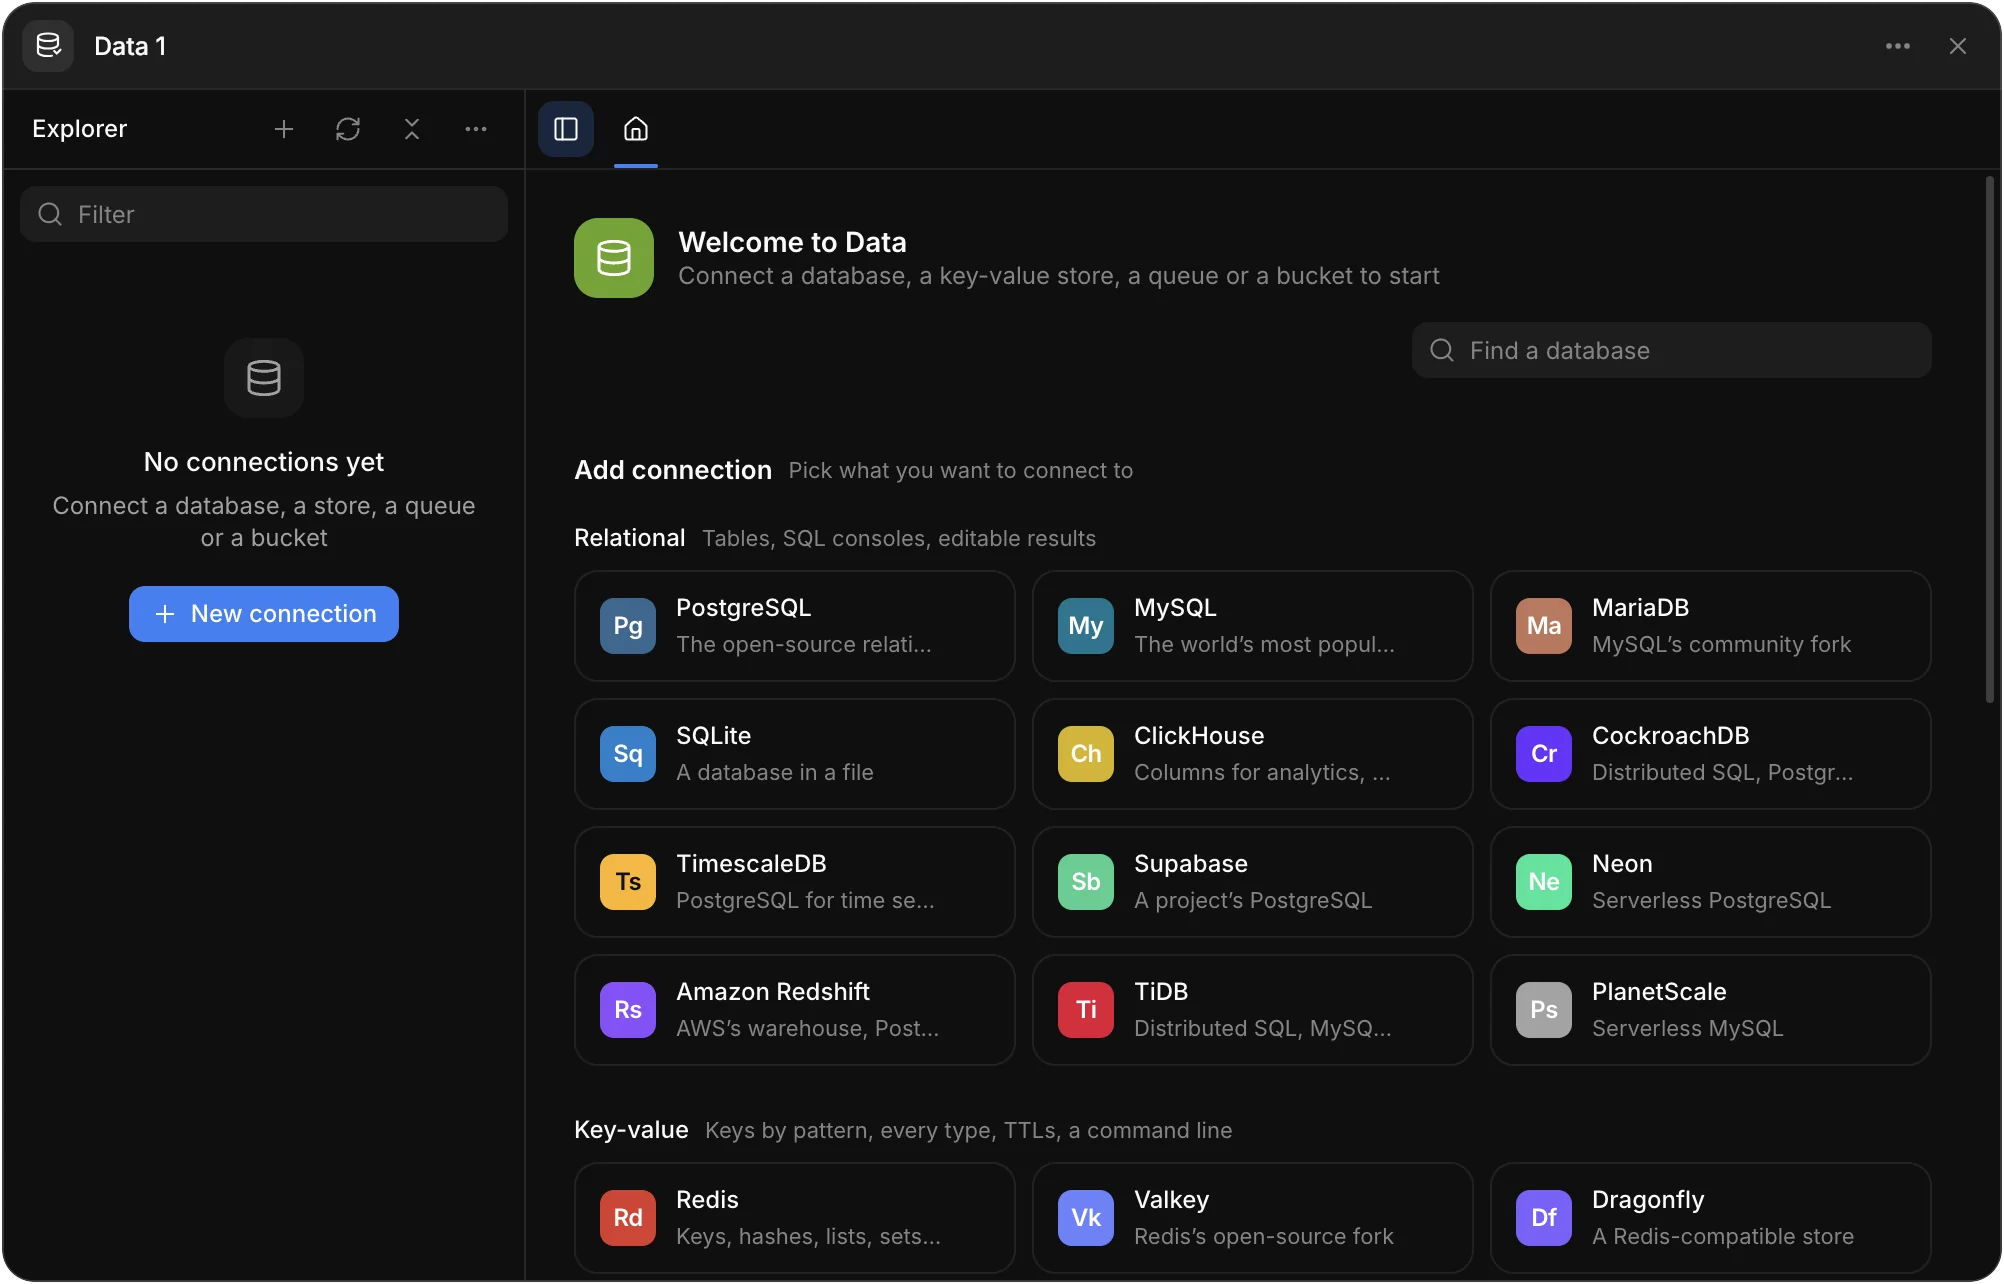 Data 1
Explorer
Filter
No connections yet
Connect a database, a store, a queue
or a bucket
New connection
Welcome to Data
Connect a database, a key-value store, a queue or a bucket to start
Find a database
Add connection Pick what you want to connect to
Relational Tables, SQL consoles, editable results
Pg
PostgreSQL
The open-source relati...
My
MySQL
The world’s most popul...
Ma
MariaDB
MySQL’s community fork
Sq
SQLite
A database in a file
Ch
ClickHouse
Columns for analytics, ...
Cr
CockroachDB
Distributed SQL, Postgr...
Ts
TimescaleDB
PostgreSQL for time se...
Sb
Supabase
A project’s PostgreSQL
Ne
Neon
Serverless PostgreSQL
Rs
Amazon Redshift
AWS’s warehouse, Post...
Ti
TiDB
Distributed SQL, MySQ...
Ps
PlanetScale
Serverless MySQL
Key-value Keys by pattern, every type, TTLs, a command line
Rd
Redis
Keys, hashes, lists, sets...
Vk
Valkey
Redis’s open-source fork
Df
Dragonfly
A Redis-compatible store